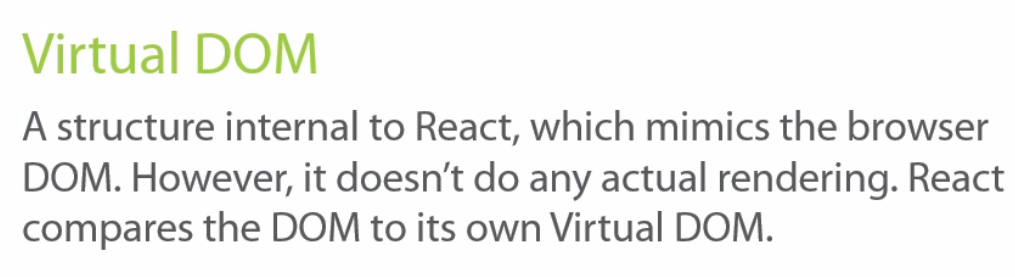 Virtual DOM
A structure internal to React, which mimics the browser
DOM. However, it doesn’t do any actual rendering. React
compares the DOM to its own Virtual DOM.